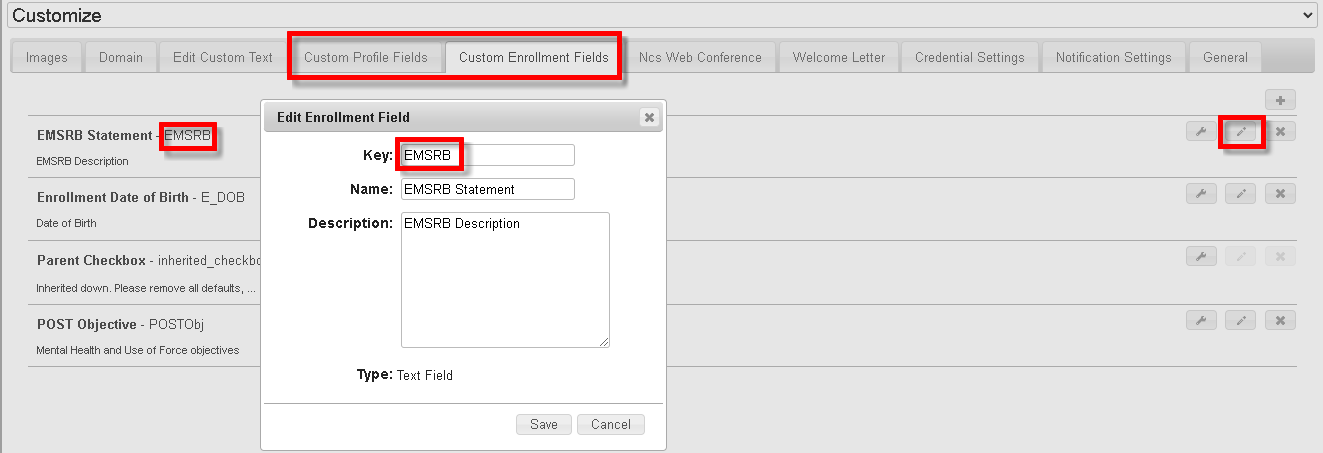 Customize
Images Domain Edit Custom Text Custom Profile Fields Custom Enrollment Fields Ncs Web Conference Welcome Letter Credential Settings Notification Settings General
EMSRB Statement - EMSRB
EMSRB Description
Enrollment Date of Birth - E_DOB
Date of Birth
Parent Checkbox - inherited_checkbo
Inherited down. Please remove all defaults, ...
POST Objective - POSTObj
Mental Health and Use of Force objectives
Edit Enrollment Field
Key: EMSRB
Name: EMSRB Statement
Description: EMSRB Description
Type: Text Field
Save Cancel